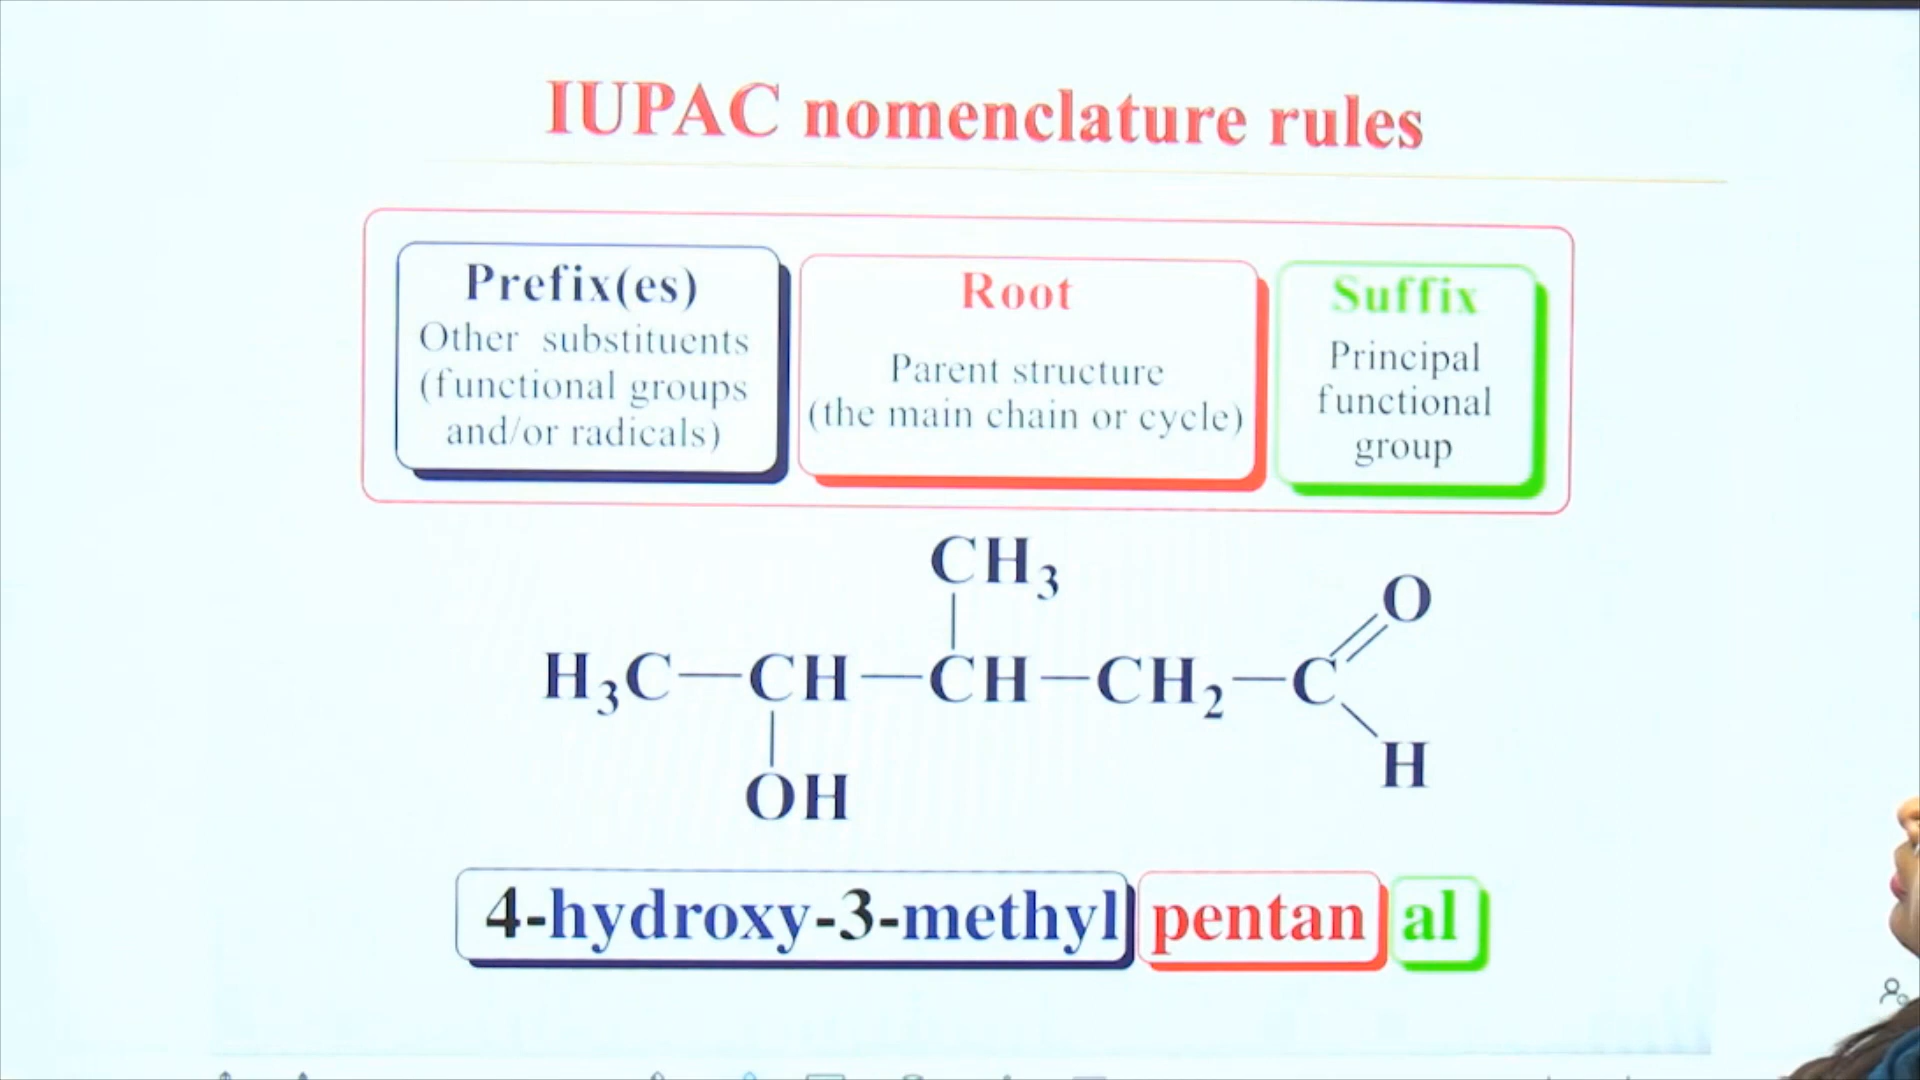 IUPAC nomenclature rules
Prefix(es)
Other substituents
(functional groups
and/or radicals)
Root
Parent structure
(the main chain or cycle)
Suffix
Principal
functional
group
CH3
O
H3C—CH—CH—CH2—C
OH
H
4-hydroxy-3-methyl pentan al